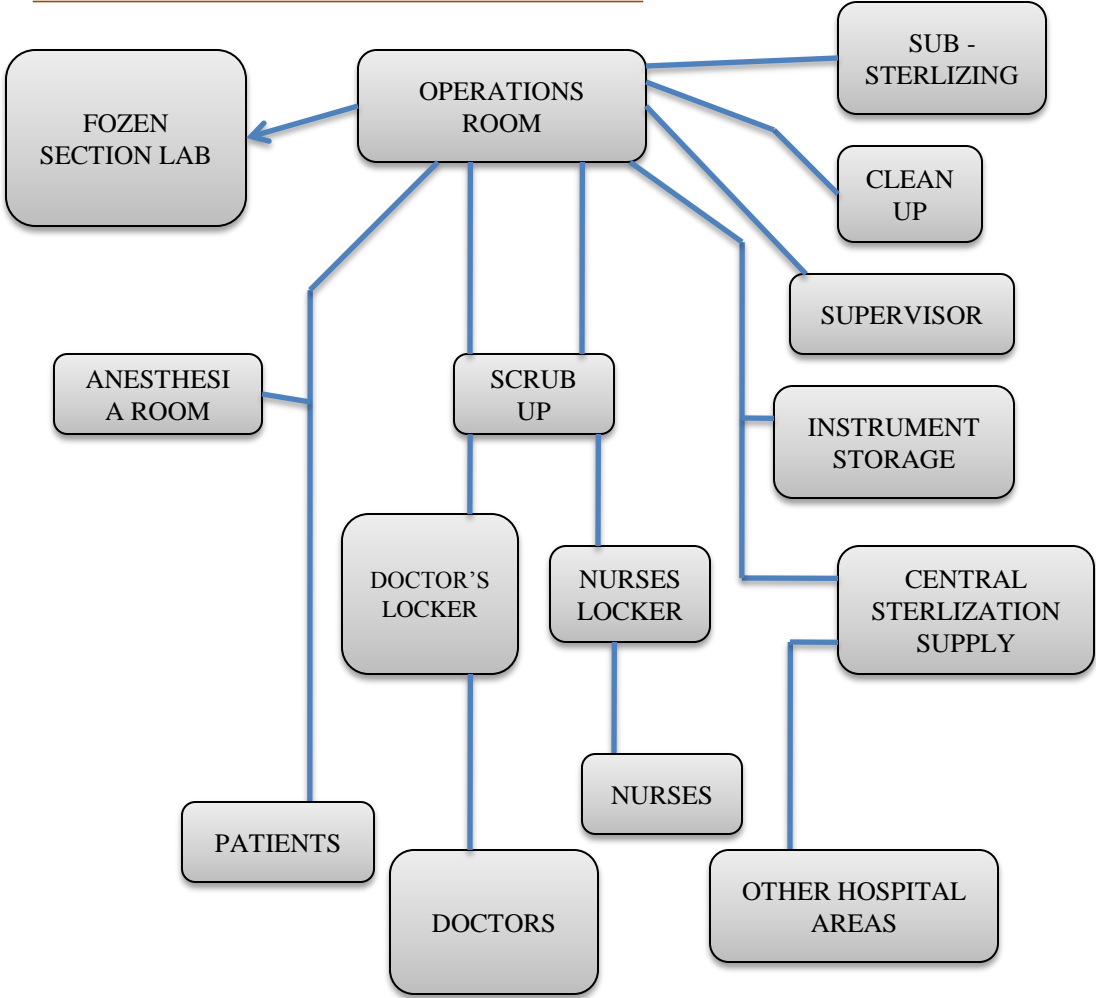 SUB -
STERLIZING
OPERATIONS
ROOM
FOZEN
SECTION LAB
CLEAN
UP
SUPERVISOR
ANESTHESI
A ROOM
SCRUB
UP
INSTRUMENT
STORAGE
DOCTOR’S
LOCKER
NURSES
LOCKER
CENTRAL
STERLIZATION
SUPPLY
NURSES
PATIENTS
DOCTORS
OTHER HOSPITAL
AREAS